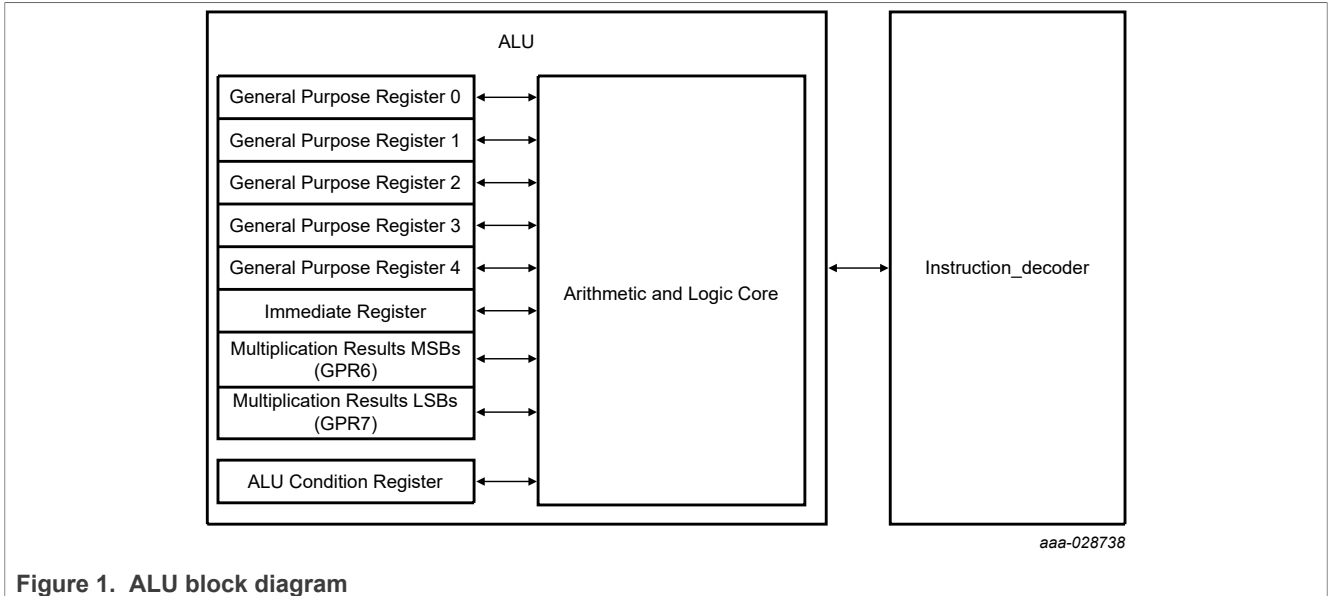 ALU
General Purpose Register 0
General Purpose Register 1
General Purpose Register 2
General Purpose Register 3
General Purpose Register 4
Immediate Register
Multiplication Results MSBs
(GPR6)
Multiplication Results LSBs
(GPR7)
ALU Condition Register
Arithmetic and Logic Core
Instruction_decoder
aaa-028738
Figure 1. ALU block diagram